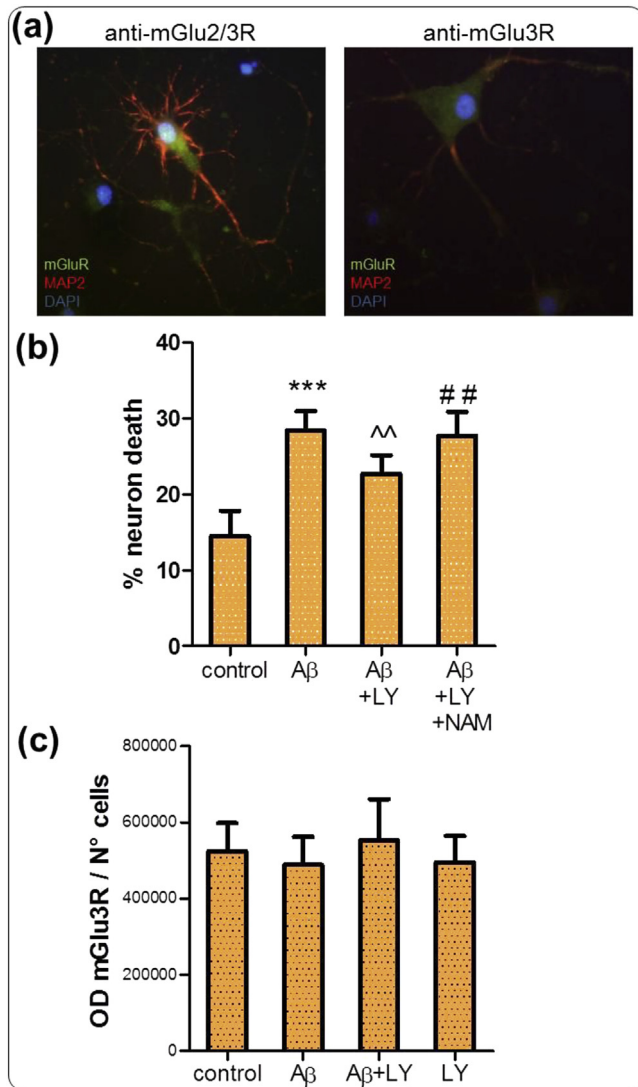 (a)
anti-mGlu2/3R
anti-mGlu3R
mGluR
MAP2
DAPI
mGluR
MAP2
DAPI
(b)
% neuron death
40
30
20
10
0
***
^^
# #
control
Aβ
Aβ
+LY
Aβ
+LY
+NAM
(c)
OD mGlu3R / N° cells
800000
600000
400000
200000
0
control
Aβ
Aβ+LY
LY